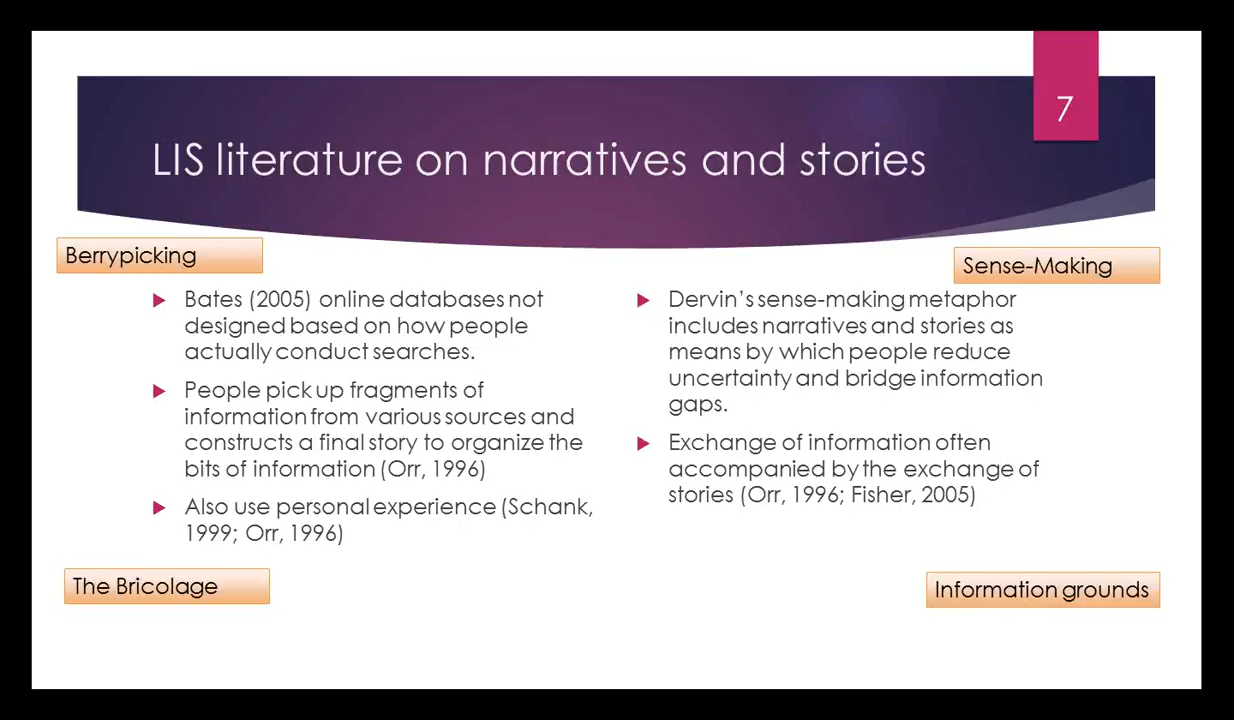 7
LIS literature on narratives and stories
Berrypicking
Bates (2005) online databases not
designed based on how people
actually conduct searches.
People pick up fragments of
information from various sources and
constructs a final story to organize the
bits of information (Orr, 1996)
Also use personal experience (Schank,
1999; Orr, 1996)
The Bricolage
Sense-Making
Dervin's sense-making metaphor
includes narratives and stories as
means by which people reduce
uncertainty and bridge information
gaps.
Exchange of information often
accompanied by the exchange of
stories (Orr, 1996; Fisher, 2005)
Information grounds